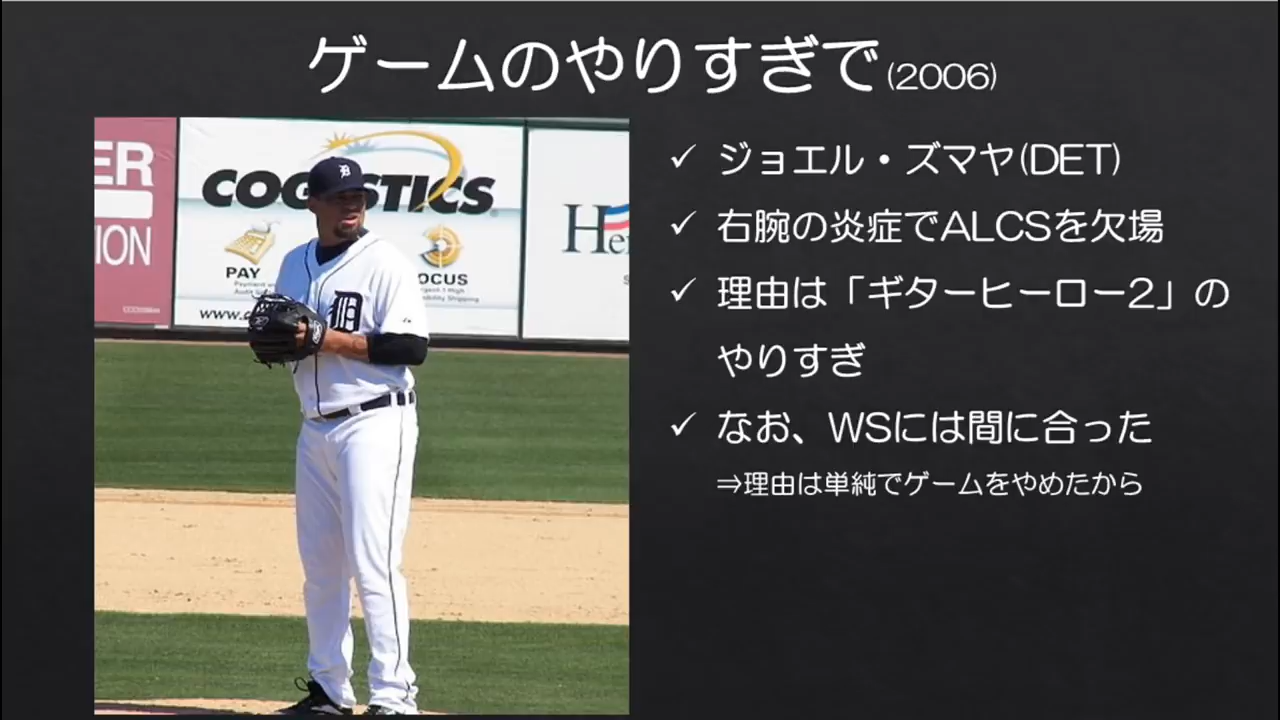 ゲームのやりすぎで(2006)
ER
TION
COGISTICS
PAY
OCUS
www.c
He
D
✓ ジョエル・ズマヤ(DET)
✓ 右腕の炎症でALCSを欠場
✓ 理由は「ギターヒーロー2」の
やりすぎ
✓ なお、WSには間に合った
⇒理由は単純でゲームをやめたから